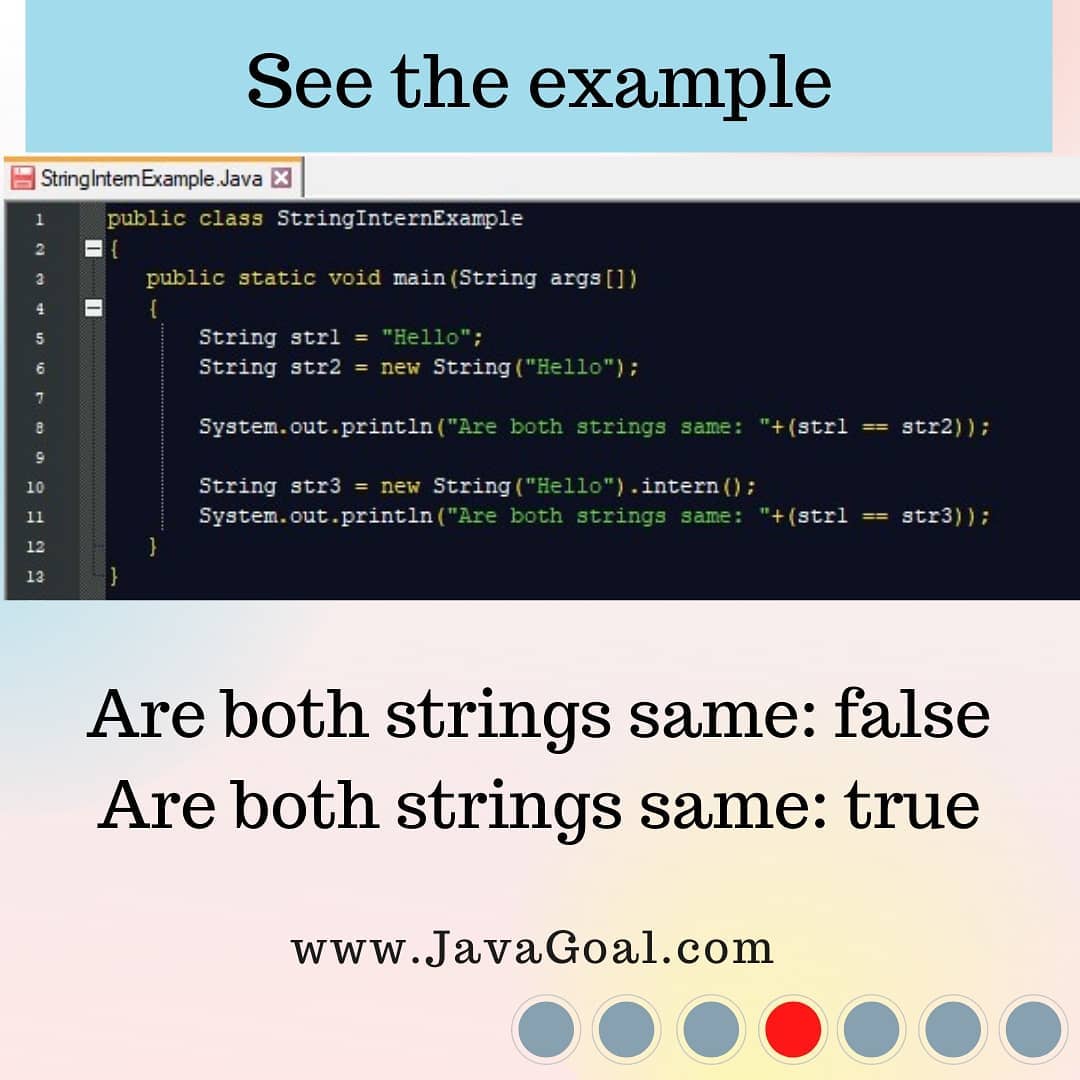 See the example
StringInternExample.Java
1 public class StringInternExample
2 {
3 public static void main(String args[])
4 {
5 String str1 = "Hello";
6 String str2 = new String("Hello");
7
8 System.out.println("Are both strings same: "+(str1 == str2));
9
10 String str3 = new String("Hello").intern();
11 System.out.println("Are both strings same: "+(str1 == str3));
12 }
13 }
Are both strings same: false
Are both strings same: true
www.JavaGoal.com